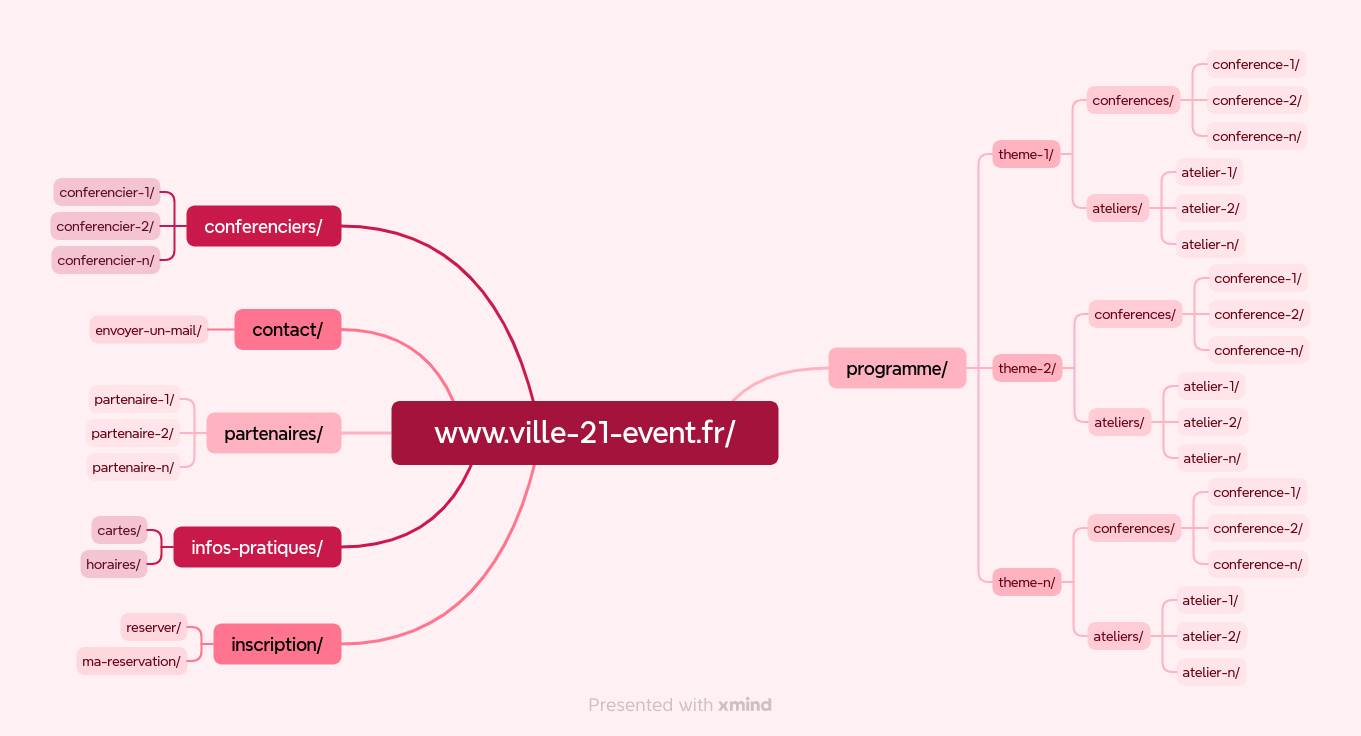 www.ville-21-event.fr/
conferenciers/
conferencier-1/
conferencier-2/
conferencier-n/
contact/
envoyer-un-mail/
partenaires/
partenaire-1/
partenaire-2/
partenaire-n/
infos-pratiques/
cartes/
horaires/
inscription/
reserver/
ma-reservation/
programme/
theme-1/
conferences/
conference-1/
conference-2/
conference-n/
ateliers/
atelier-1/
atelier-2/
atelier-n/
theme-2/
conferences/
conference-1/
conference-2/
conference-n/
ateliers/
atelier-1/
atelier-2/
atelier-n/
theme-n/
conferences/
conference-1/
conference-2/
conference-n/
ateliers/
atelier-1/
atelier-2/
atelier-n/
Presented with xmind